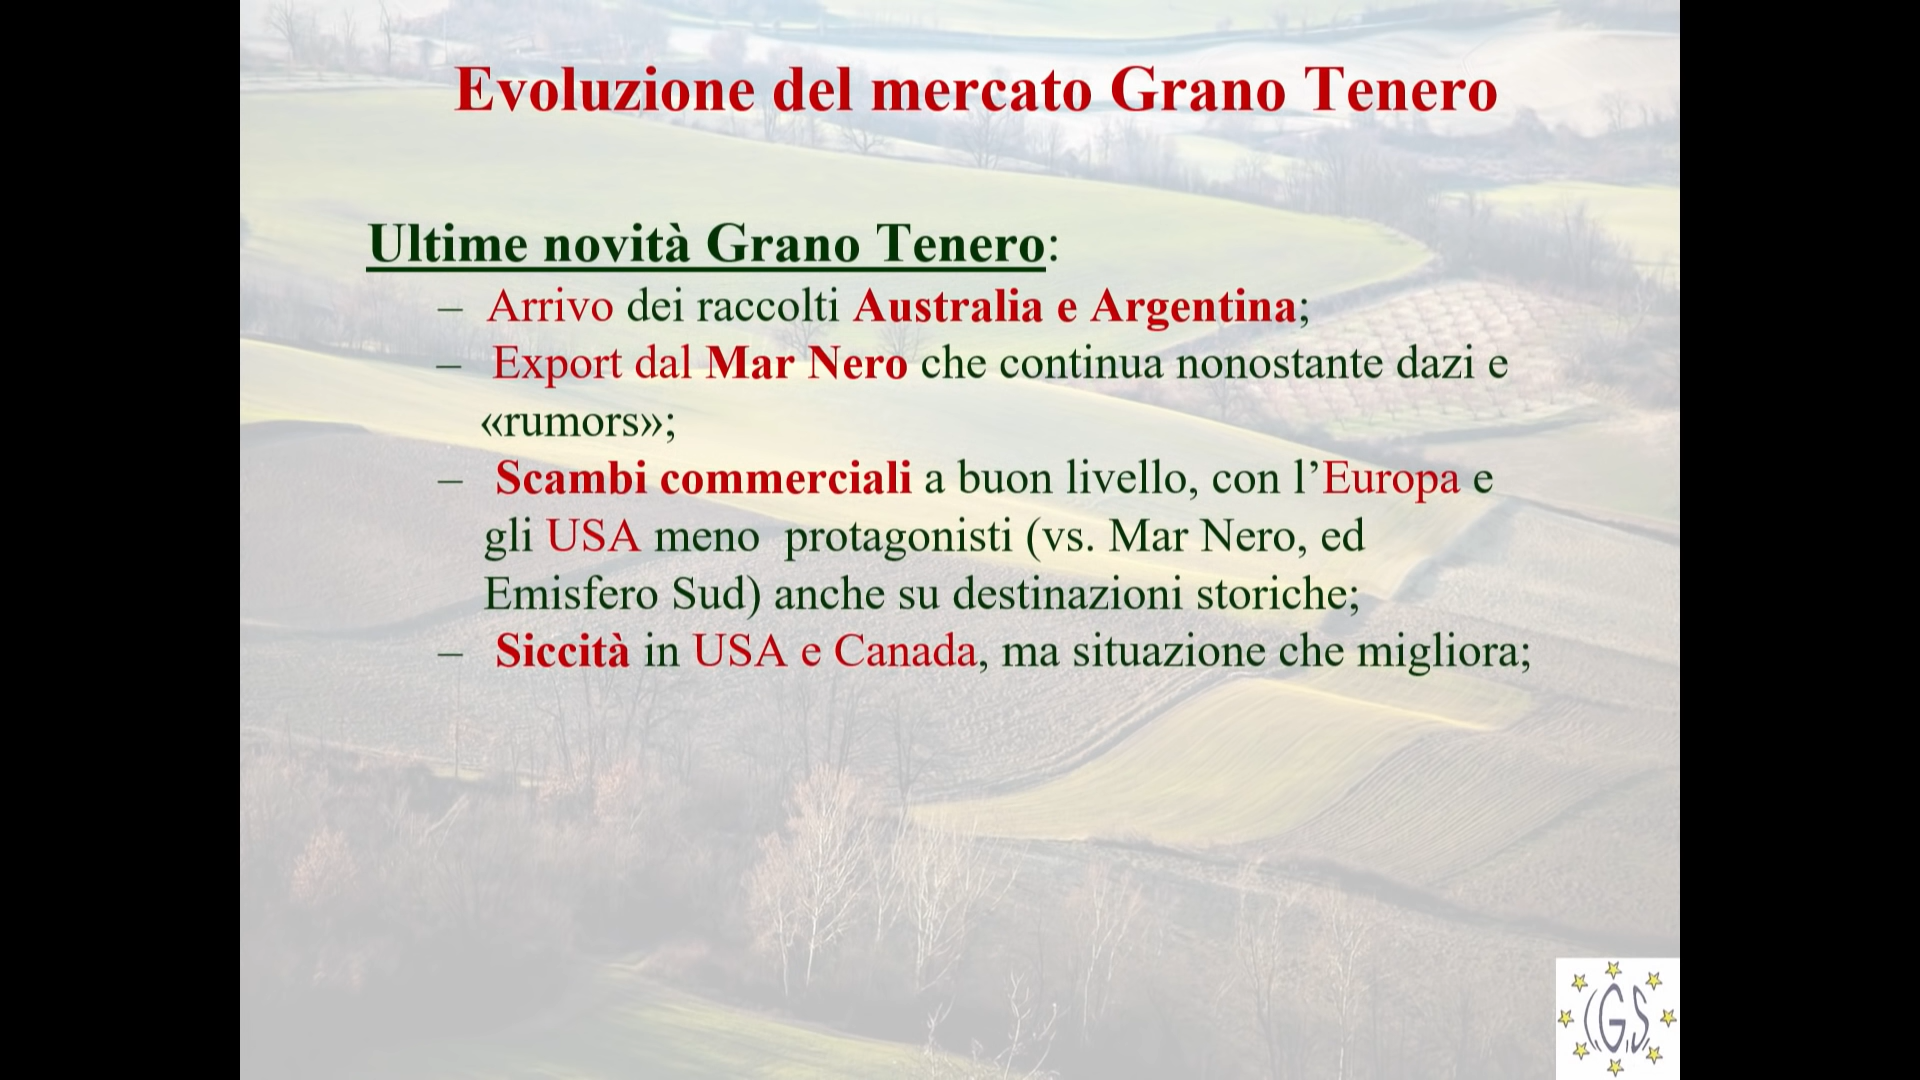 Evoluzione del mercato Grano Tenero
Ultime novità Grano Tenero:
– Arrivo dei raccolti Australia e Argentina;
– Export dal Mar Nero che continua nonostante dazi e
«rumors»;
– Scambi commerciali a buon livello, con l’Europa e
gli USA meno protagonisti (vs. Mar Nero, ed
Emisfero Sud) anche su destinazioni storiche;
– Siccità in USA e Canada, ma situazione che migliora;